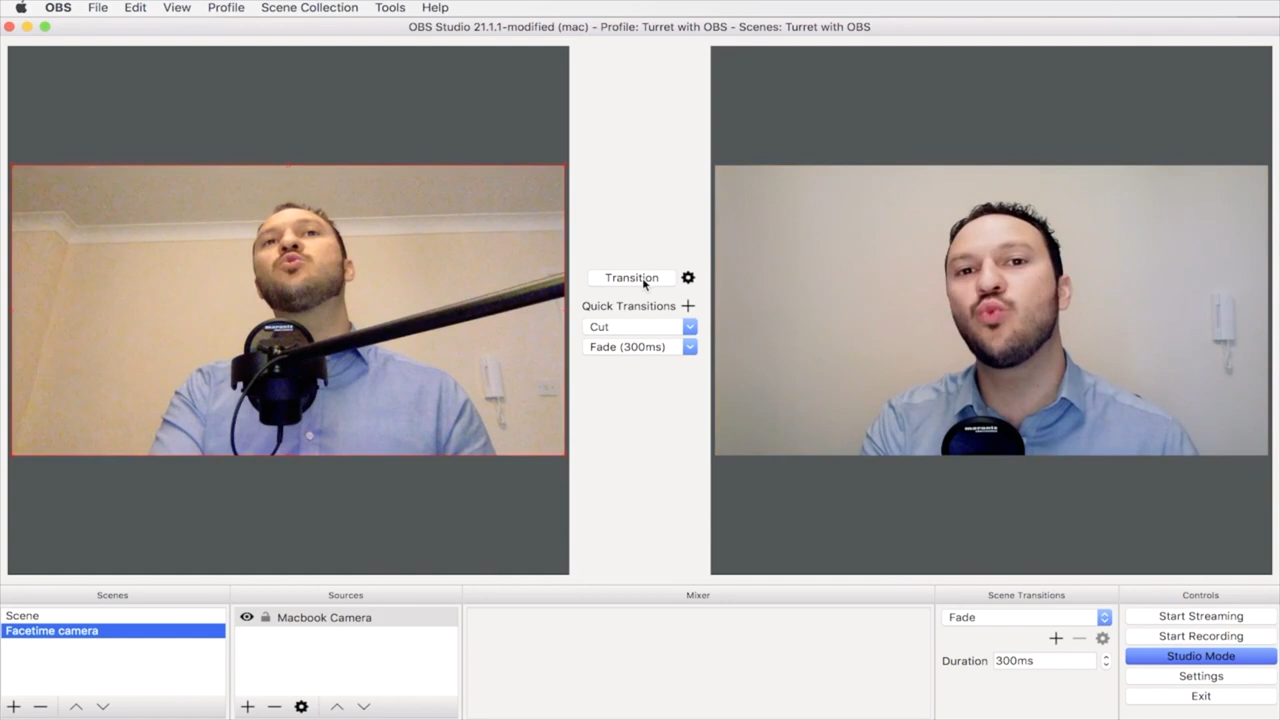 OBS File Edit View Profile Scene Collection Tools Help
OBS Studio 21.1.1-modified (mac) - Profile: Turret with OBS - Scenes: Turret with OBS
marantz
Transition
Quick Transitions
Cut
Fade (300ms)
marantz
Scenes
Scene
Facetime camera
Sources
Macbook Camera
Mixer
Scene Transitions
Fade
Duration 300ms
Controls
Start Streaming
Start Recording
Studio Mode
Settings
Exit